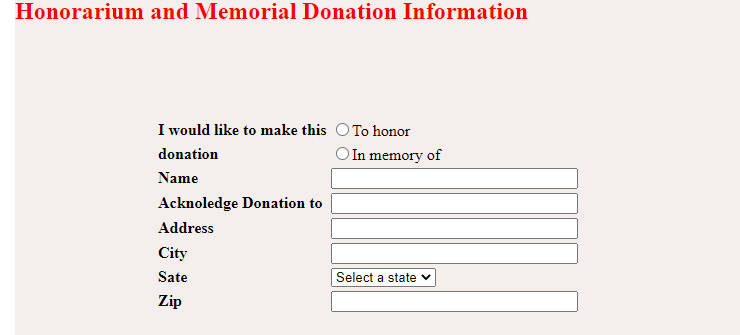 Honorarium and Memorial Donation Information
I would like to make this To honor
donation In memory of
Name
Acknoledge Donation to
Address
City
Sate Select a state
Zip